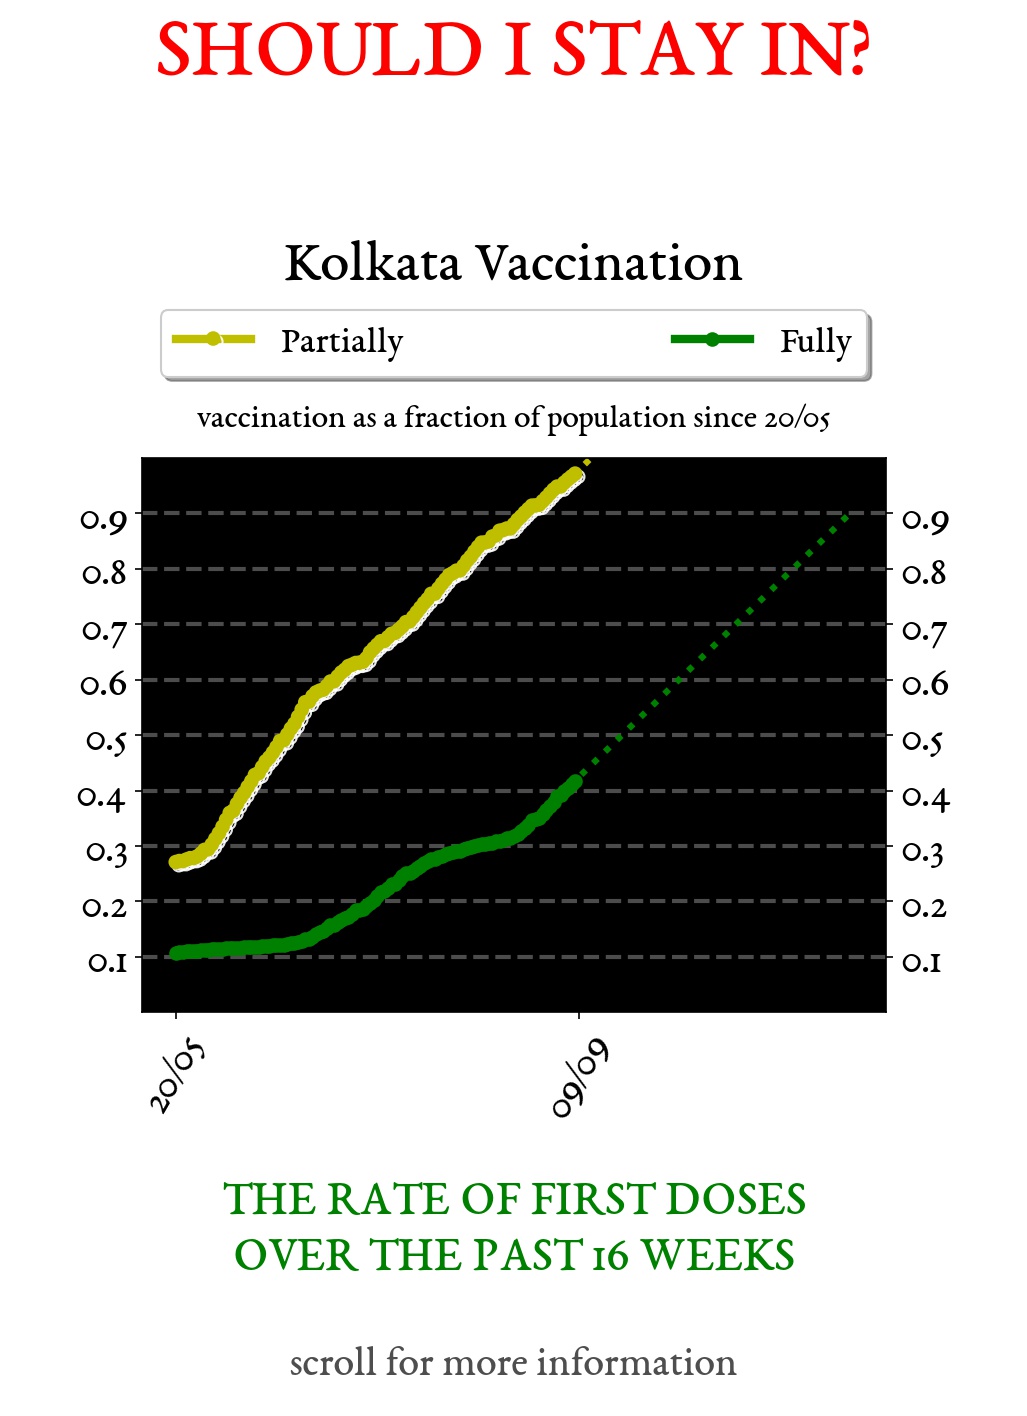 SHOULD I STAY IN?
Kolkata Vaccination
Partially
Fully
vaccination as a fraction of population since 20/05
0.9 0.9
0.8 0.8
0.7 0.7
0.6 0.6
0.5 0.5
0.4 0.4
0.3 0.3
0.2 0.2
0.1 0.1
20/05 09/09
THE RATE OF FIRST DOSES
OVER THE PAST 16 WEEKS
scroll for more information